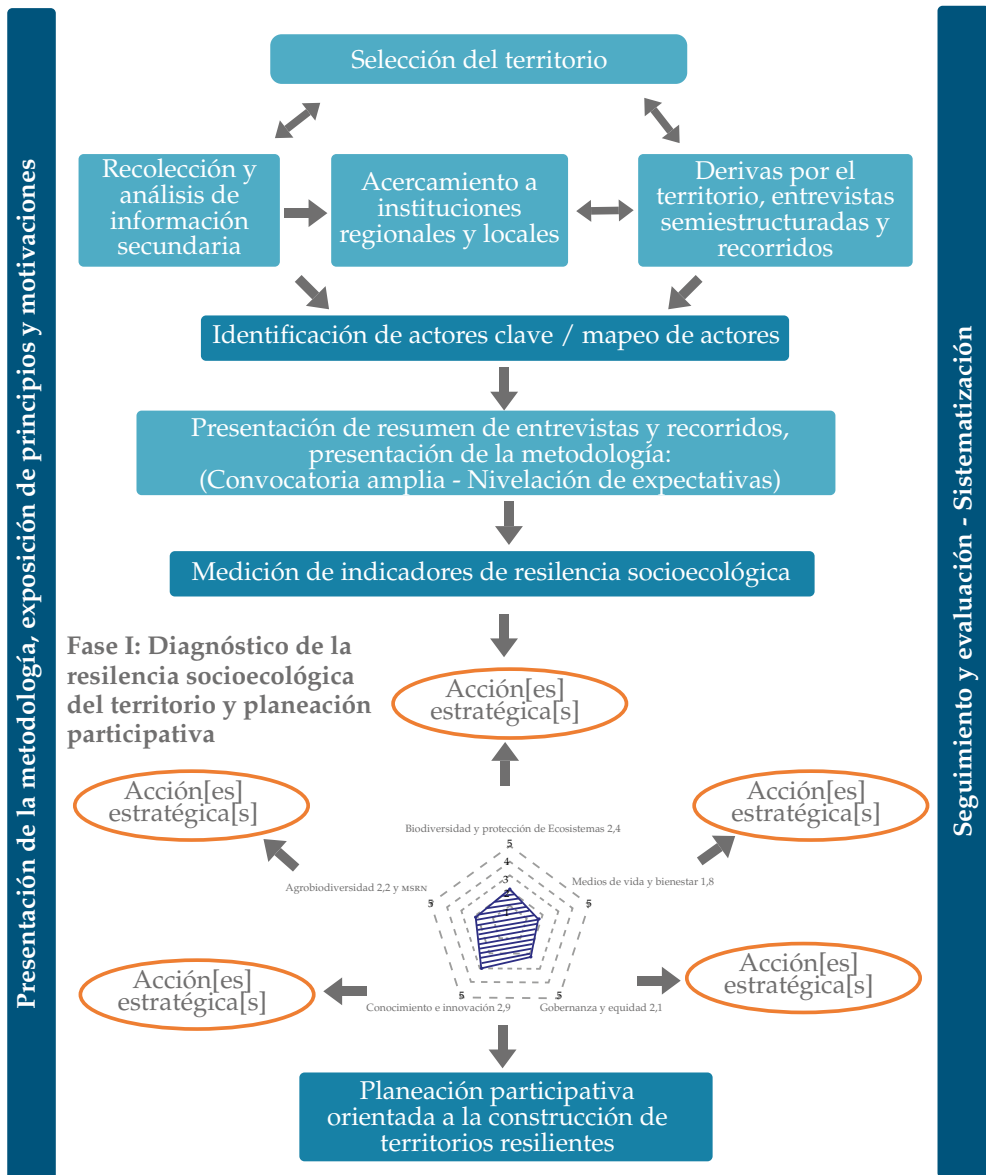 Presentación de la metodología, exposición de principios y motivaciones
Selección del territorio
Recolección y
análisis de
información
secundaria
Acercamiento a
instituciones
regionales y locales
Derivas por el
territorio, entrevistas
semiestructuradas y
recorridos
Identificación de actores clave / mapeo de actores
Presentación de resumen de entrevistas y recorridos,
presentación de la metodología:
(Convocatoria amplia - Nivelación de expectativas)
Medición de indicadores de resilencia socioecológica
Fase I: Diagnóstico de la
resilencia socioecológica
del territorio y planeación
participativa
Acción[es]
estratégica[s]
Acción[es]
estratégica[s]
Acción[es]
estratégica[s]
Biodiversidad y protección de Ecosistemas 2,4
5
4
3
2
1
Agrobiodiversidad 2,2 y MSRN
5
Medios de vida y bienestar 1,8
5
Acción[es]
estratégica[s]
Acción[es]
estratégica[s]
5
5
Conocimiento e innovación 2,9
Gobernanza y equidad 2,1
Planeación participativa
orientada a la construcción de
territorios resilientes
Seguimiento y evaluación - Sistematización